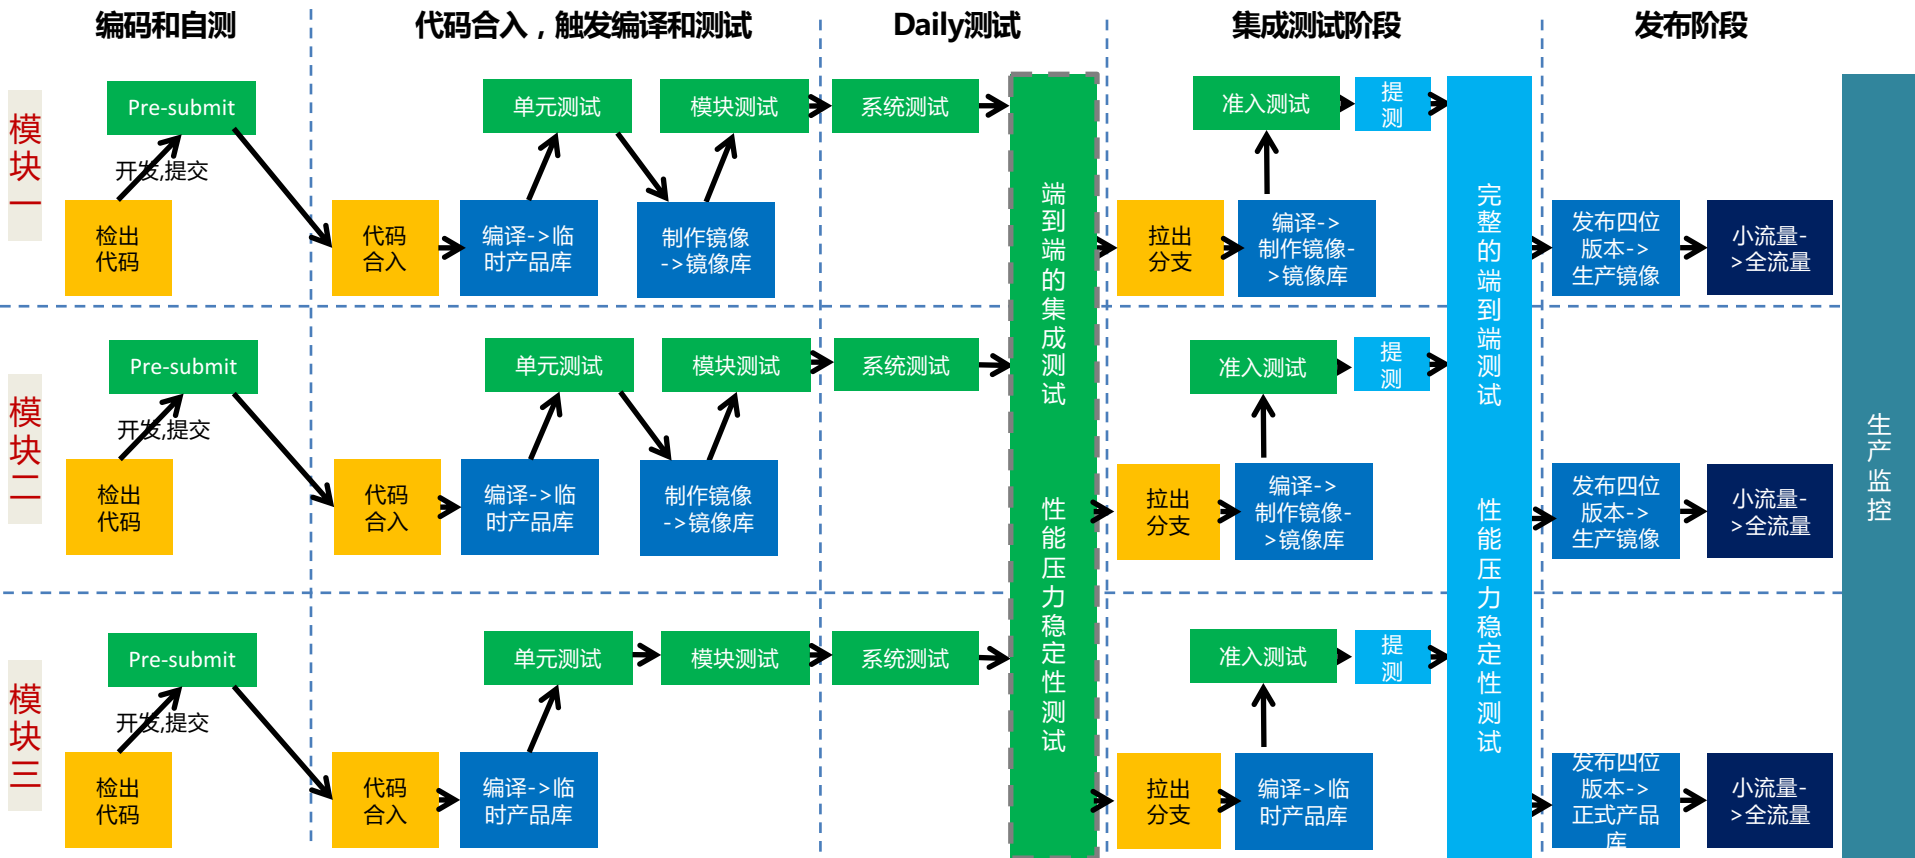 编码和自测
代码合入，触发编译和测试
Daily测试
集成测试阶段
发布阶段
模块一
Pre-submit
开发,提交
检出
代码
代码
合入
编译->临
时产品库
单元测试
制作镜像
->镜像库
模块测试
系统测试
端到端的集成测试
性能压力稳定性测试
拉出
分支
编译->
制作镜像-
>镜像库
准入测试
提
测
完整的端到端测试
性能压力稳定性测试
发布四位
版本->
生产镜像
小流量-
>全流量
生产监控
模块二
Pre-submit
开发,提交
检出
代码
代码
合入
编译->临
时产品库
单元测试
制作镜像
->镜像库
模块测试
系统测试
拉出
分支
编译->
制作镜像-
>镜像库
准入测试
提
测
发布四位
版本->
生产镜像
小流量-
>全流量
模块三
Pre-submit
开发,提交
检出
代码
代码
合入
编译->临
时产品库
单元测试
模块测试
系统测试
拉出
分支
编译->临
时产品库
准入测试
提
测
发布四位
版本->
正式产品
库
小流量-
>全流量